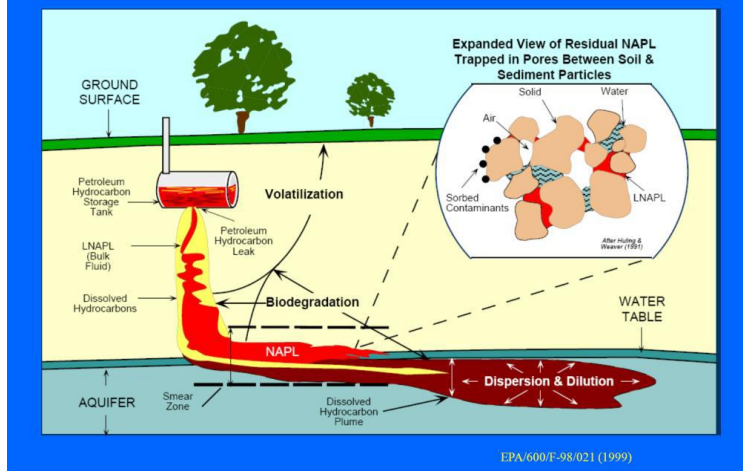 Expanded View of Residual NAPL
Trapped in Pores Between Soil &
Sediment Particles
Solid
Water
Air
Sorbed
Contaminants
LNAPL
After Huling &
Weaver (1991)
GROUND
SURFACE
Petroleum
Hydrocarbon
Storage
Tank
Volatilization
Petroleum
Hydrocarbon
Leak
LNAPL
(Bulk
Fluid)
Dissolved
Hydrocarbons
Biodegradation
WATER
TABLE
NAPL
AQUIFER
Smear
Zone
Dissolved
Hydrocarbon
Plume
Dispersion & Dilution
EPA/600/F-98/021 (1999)